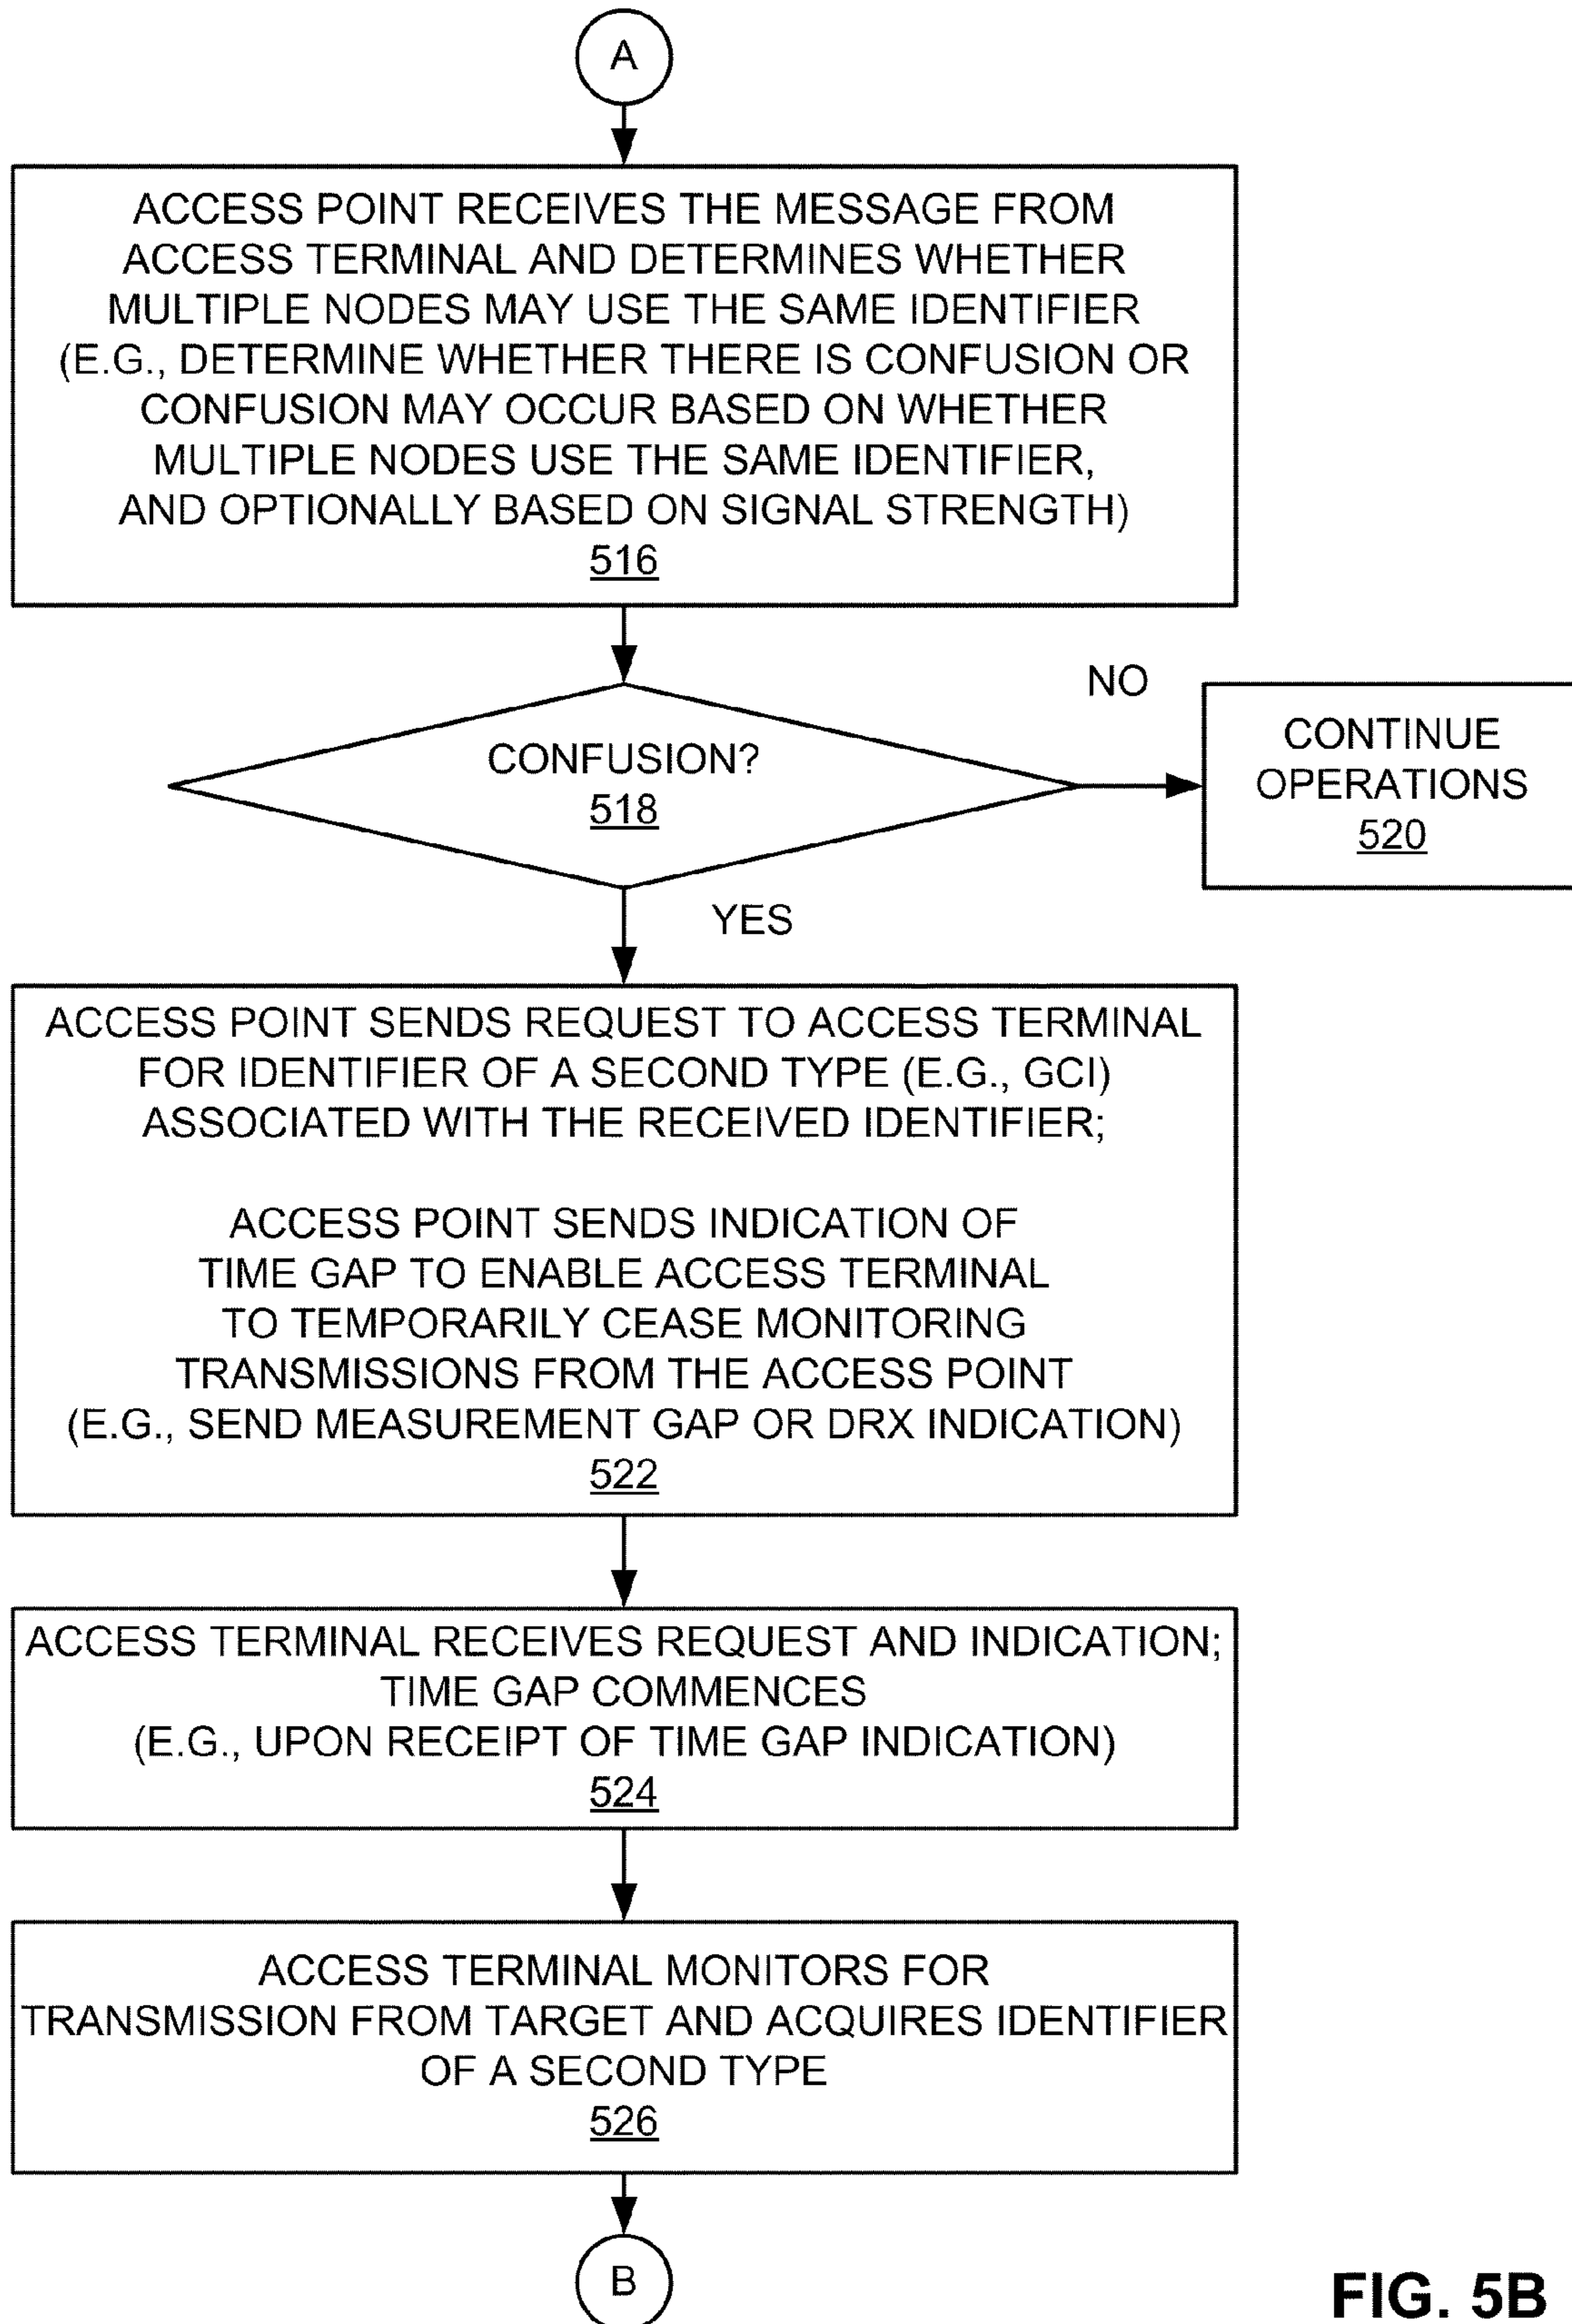 A
ACCESS POINT RECEIVES THE MESSAGE FROM
ACCESS TERMINAL AND DETERMINES WHETHER
MULTIPLE NODES MAY USE THE SAME IDENTIFIER
(E.G., DETERMINE WHETHER THERE IS CONFUSION OR
CONFUSION MAY OCCUR BASED ON WHETHER
MULTIPLE NODES USE THE SAME IDENTIFIER,
AND OPTIONALLY BASED ON SIGNAL STRENGTH)
516
CONFUSION?
518
NO
CONTINUE
OPERATIONS
520
YES
ACCESS POINT SENDS REQUEST TO ACCESS TERMINAL
FOR IDENTIFIER OF A SECOND TYPE (E.G., GCI)
ASSOCIATED WITH THE RECEIVED IDENTIFIER;
ACCESS POINT SENDS INDICATION OF
TIME GAP TO ENABLE ACCESS TERMINAL
TO TEMPORARILY CEASE MONITORING
TRANSMISSIONS FROM THE ACCESS POINT
(E.G., SEND MEASUREMENT GAP OR DRX INDICATION)
522
ACCESS TERMINAL RECEIVES REQUEST AND INDICATION;
TIME GAP COMMENCES
(E.G., UPON RECEIPT OF TIME GAP INDICATION)
524
ACCESS TERMINAL MONITORS FOR
TRANSMISSION FROM TARGET AND ACQUIRES IDENTIFIER
OF A SECOND TYPE
526
B
FIG. 5B